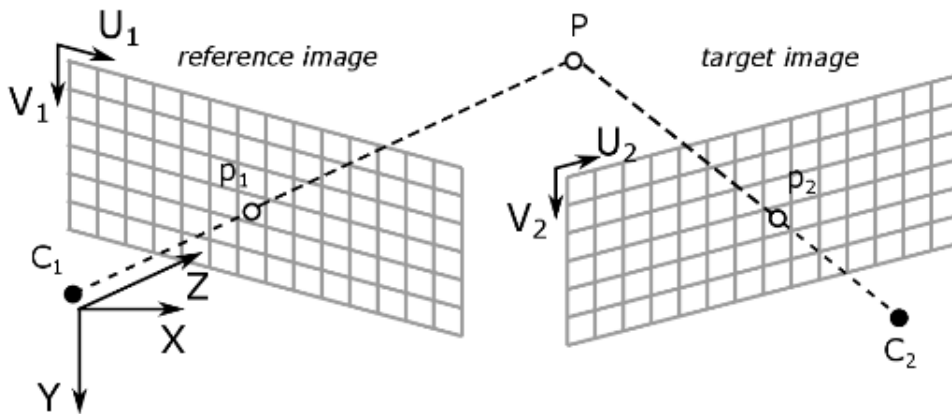 U1
reference image
P
target image
V1
U2
p1
p2
V2
C1
Z
X
C2
Y